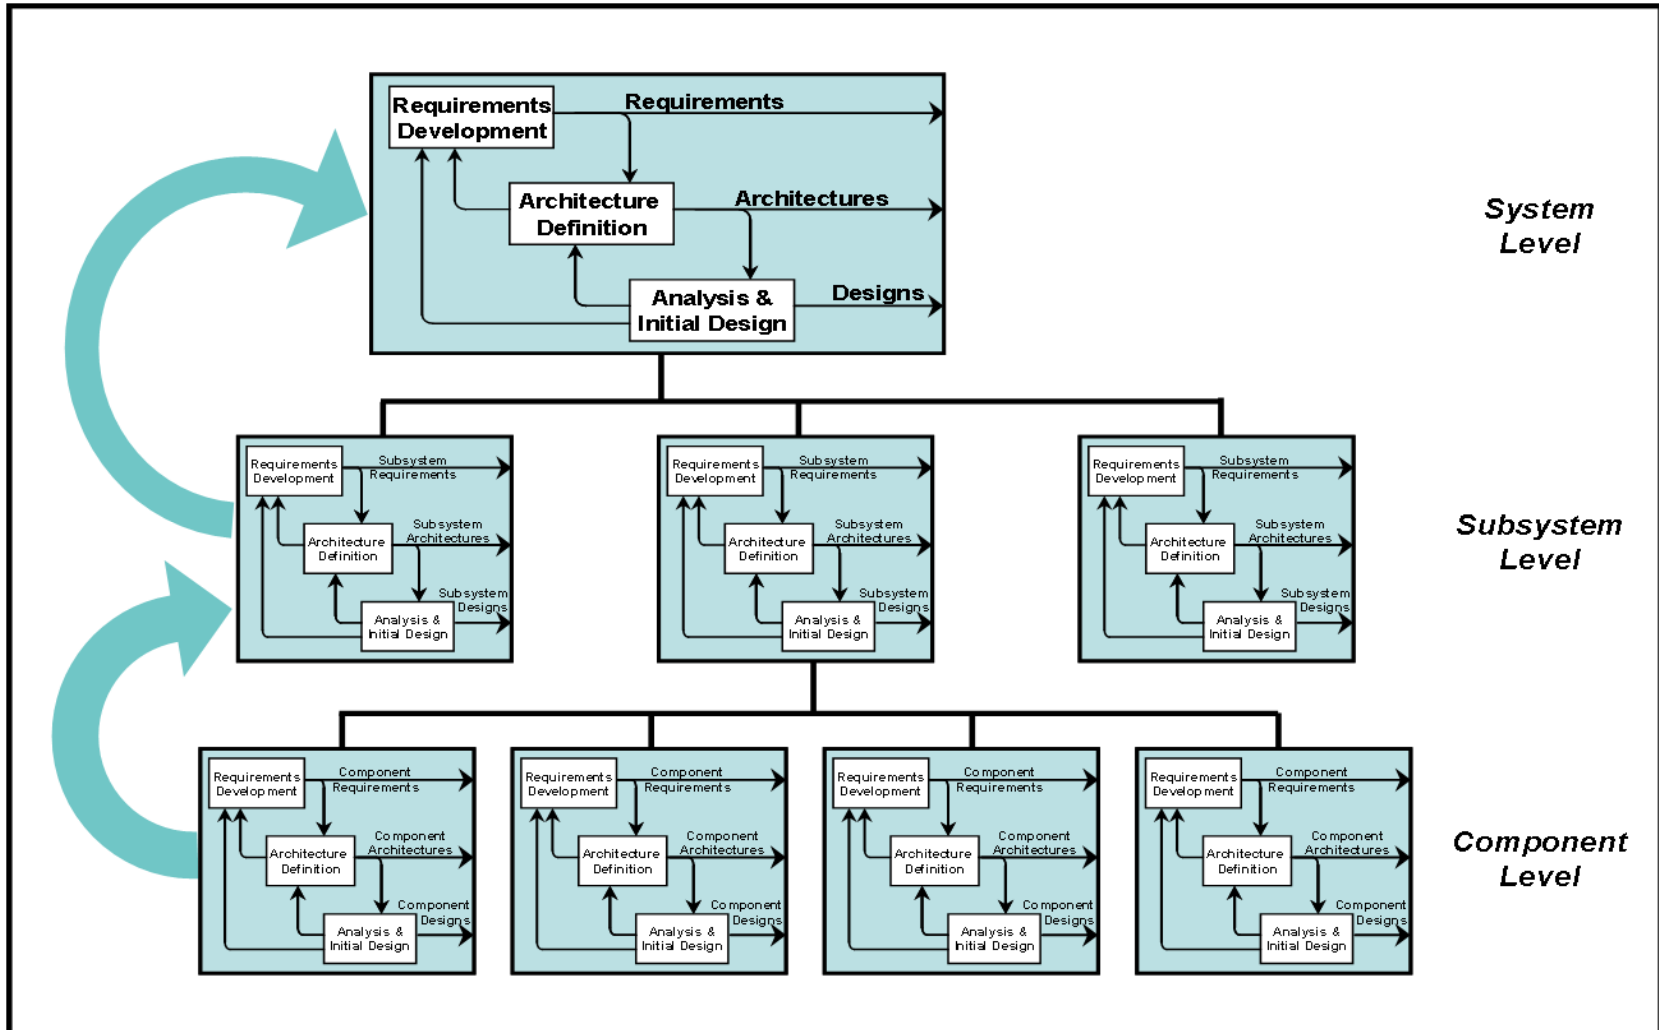 Requirements
Development
Requirements
Architecture
Definition
Architectures
Analysis &
Initial Design
Designs
System
Level
Requirements
Development
Subsystem
Requirements
Architecture
Definition
Subsystem
Architectures
Analysis &
Initial Design
Subsystem
Designs
Requirements
Development
Subsystem
Requirements
Architecture
Definition
Subsystem
Architectures
Analysis &
Initial Design
Subsystem
Designs
Requirements
Development
Subsystem
Requirements
Architecture
Definition
Subsystem
Architectures
Analysis &
Initial Design
Subsystem
Designs
Subsystem
Level
Requirements
Development
Component
Requirements
Architecture
Definition
Component
Architectures
Analysis &
Initial Design
Component
Designs
Requirements
Development
Component
Requirements
Architecture
Definition
Component
Architectures
Analysis &
Initial Design
Component
Designs
Requirements
Development
Component
Requirements
Architecture
Definition
Component
Architectures
Analysis &
Initial Design
Component
Designs
Requirements
Development
Component
Requirements
Architecture
Definition
Component
Architectures
Analysis &
Initial Design
Component
Designs
Component
Level